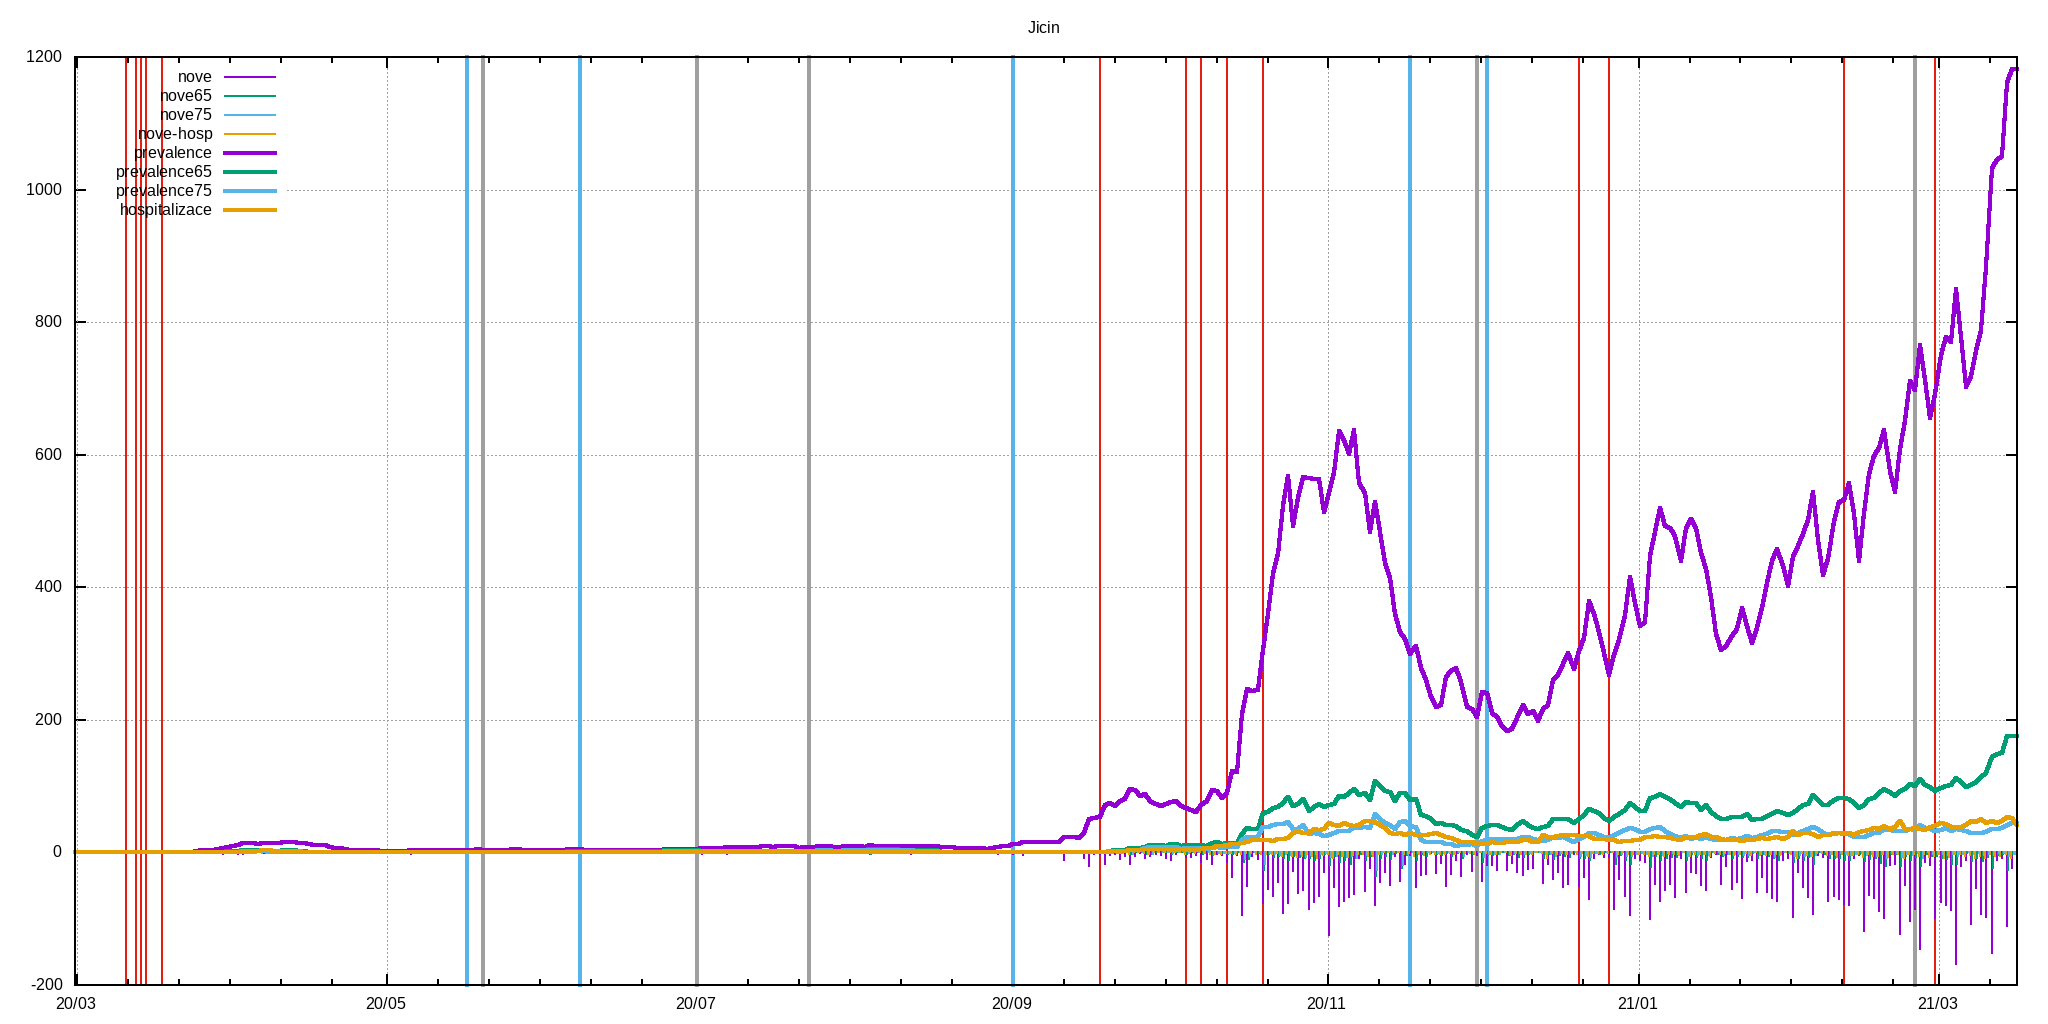 Jicin
1200
1000
800
600
400
200
0
-200
nove
nove65
nove75
nove-hosp
prevalence
prevalence65
prevalence75
hospitalizace
20/03
20/05
20/07
20/09
20/11
21/01
21/03